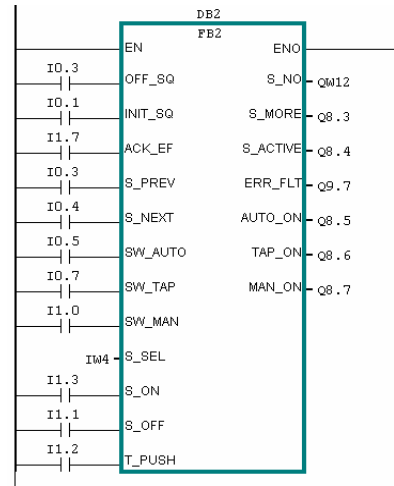 DB2
FB2
EN ENO
I0.3 OFF_SQ S_NO QW12
I0.1 INIT_SQ S_MORE Q8.3
I1.7 ACK_EF S_ACTIVE Q8.4
I0.3 S_PREV ERR_FLT Q9.7
I0.4 S_NEXT AUTO_ON Q8.5
I0.5 SW_AUTO TAP_ON Q8.6
I0.7 SW_TAP MAN_ON Q8.7
I1.0 SW_MAN
IW4 S_SEL
I1.3 S_ON
I1.1 S_OFF
I1.2 T_PUSH